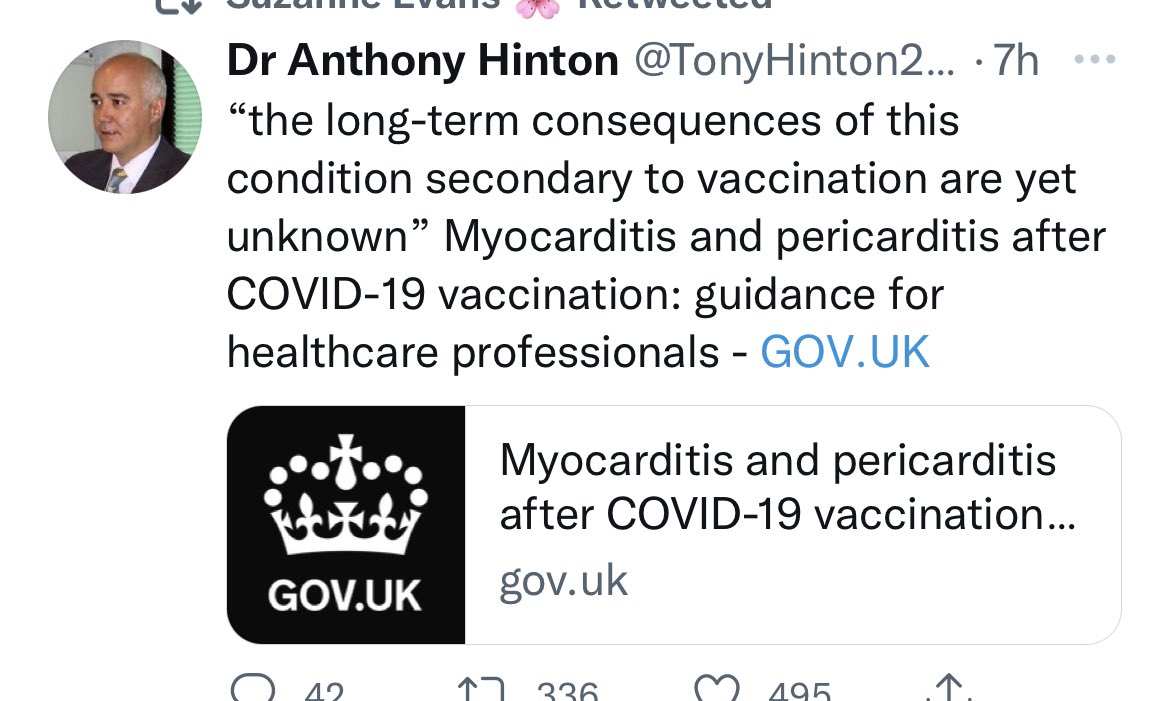 Suzanne Evans 🌸 Retweeted
Dr Anthony Hinton @TonyHinton2... · 7h
“the long-term consequences of this
condition secondary to vaccination are yet
unknown” Myocarditis and pericarditis after
COVID-19 vaccination: guidance for
healthcare professionals - GOV.UK
GOV.UK
Myocarditis and pericarditis
after COVID-19 vaccination...
gov.uk
42 336 495